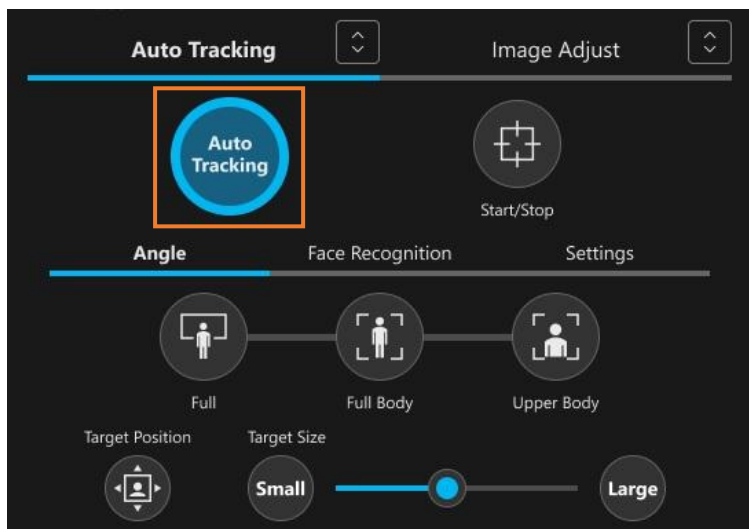 Auto Tracking
Image Adjust
Auto
Tracking
Start/Stop
Angle
Face Recognition
Settings
Full
Full Body
Upper Body
Target Position
Target Size
Small
Large